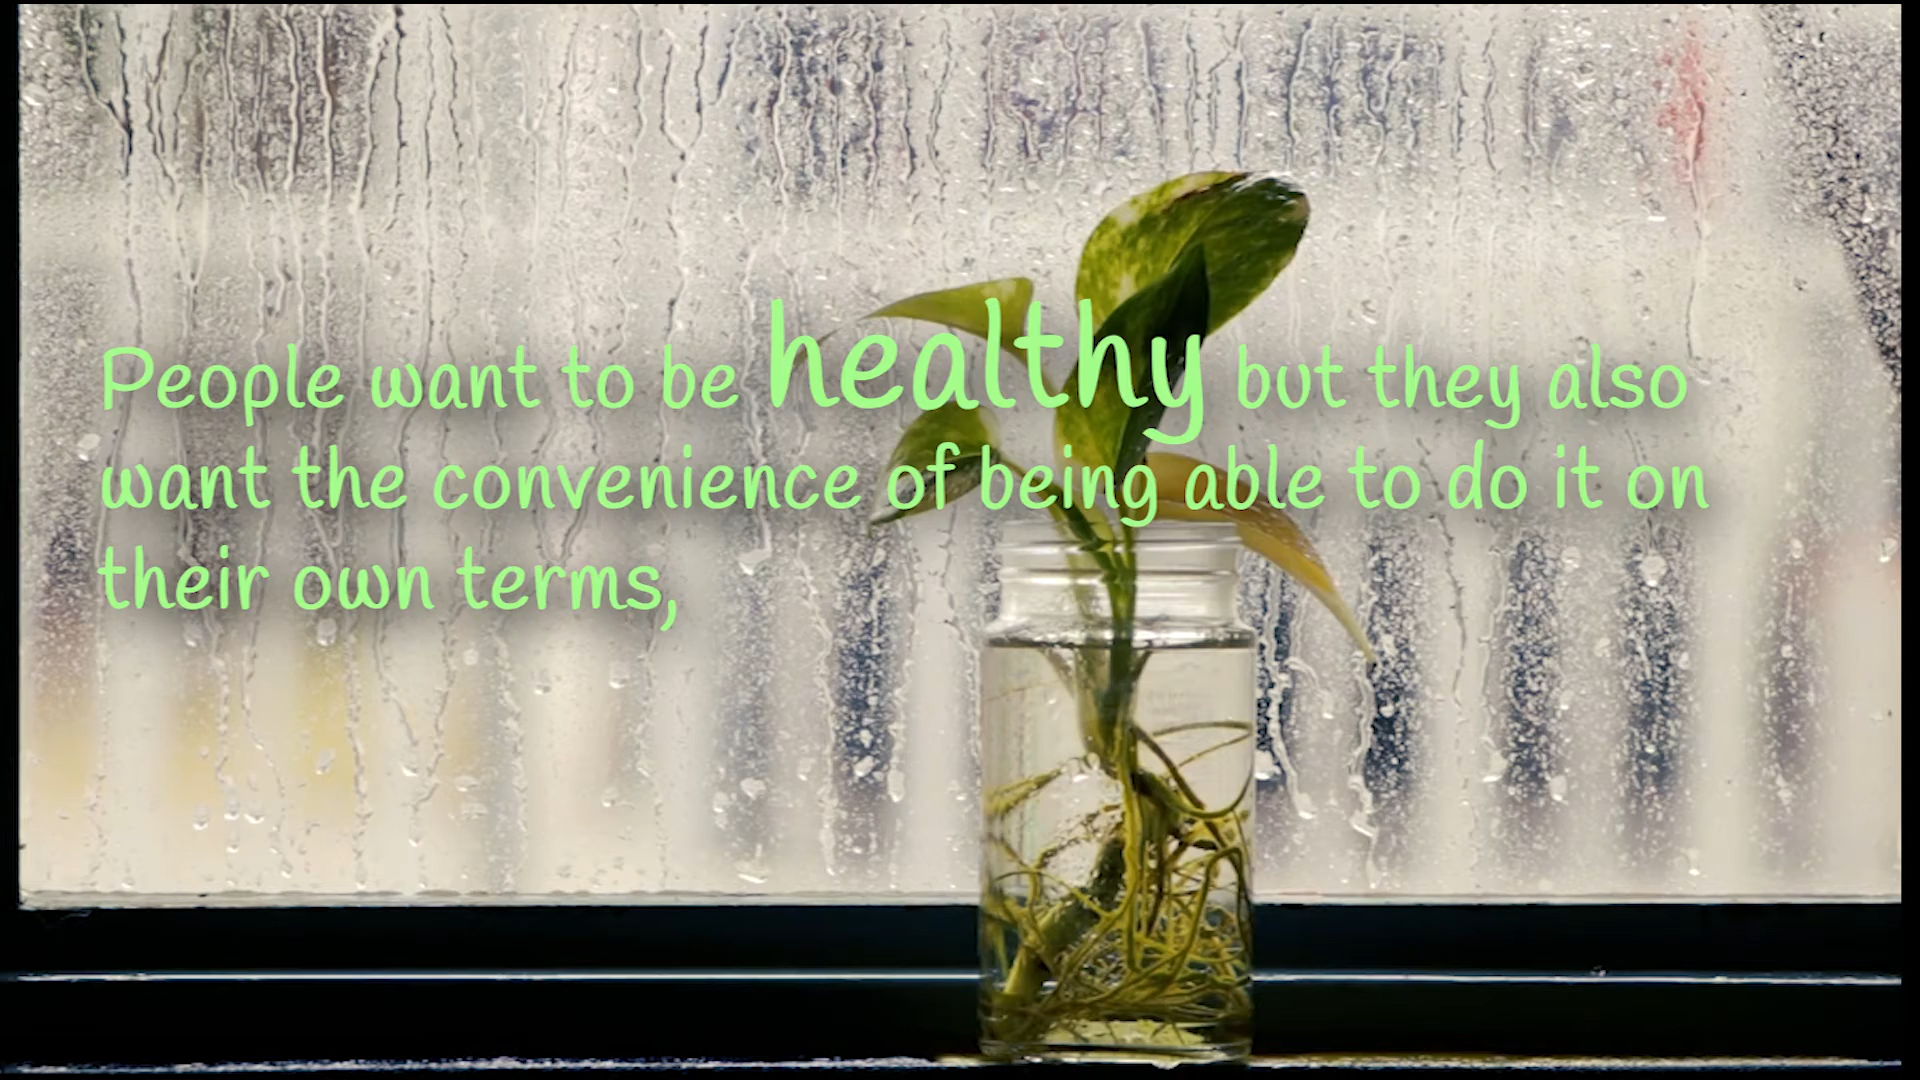 People want to be healthy but they also
want the convenience of being able to do it on
their own terms,